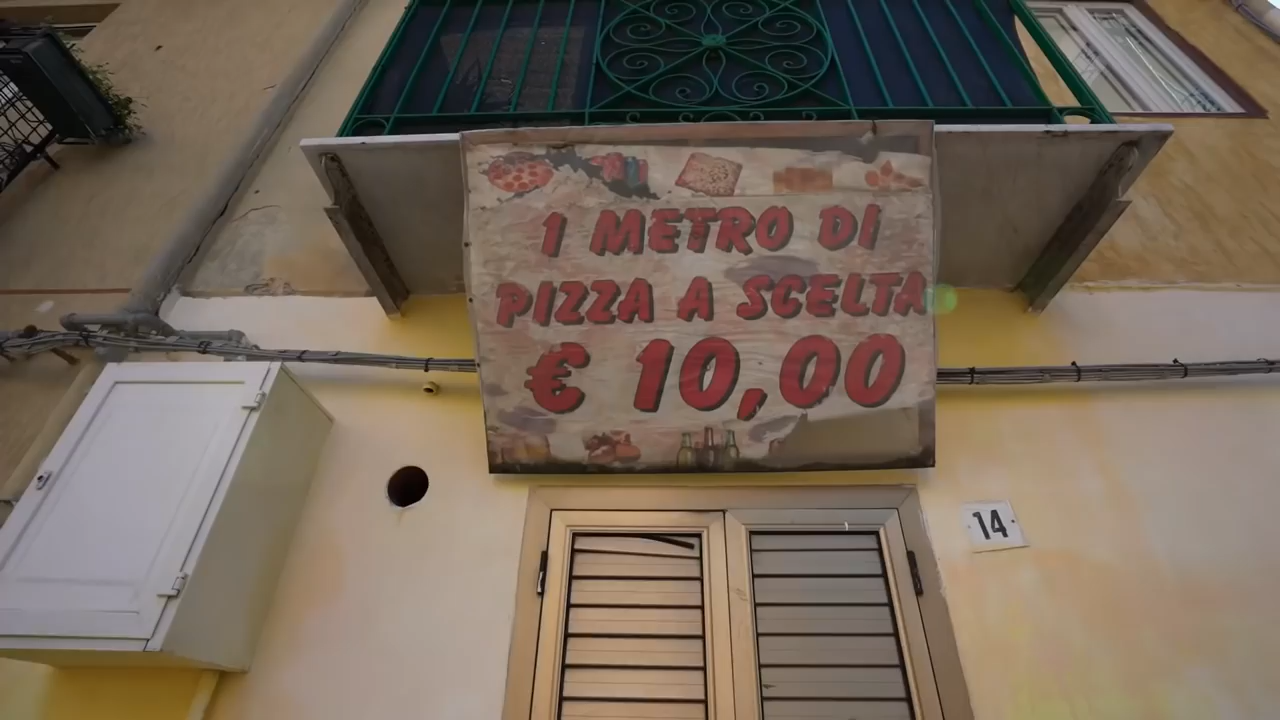 1 METRO DI
PIZZA A SCELTA
€ 10,00
14